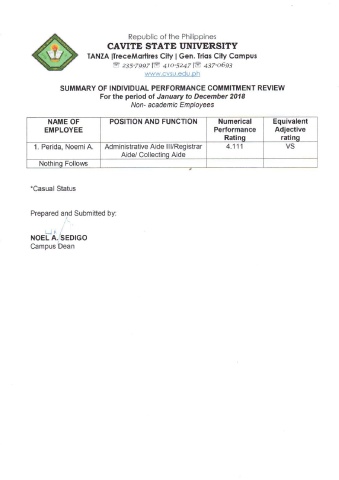 Republic of the Philippines
CAVITE STATE UNIVERSITY
TANZA |TreceMartires City | Gen. Trias City Campus
☏ 235-7997 |☏ 410-5247 |☏ 437-0693
www.cvsu.edu.ph
SUMMARY OF INDIVIDUAL PERFORMANCE COMMITMENT REVIEW
For the period of January to December 2018
Non- academic Employees
NAME OF EMPLOYEE POSITION AND FUNCTION Numerical Performance Rating Equivalent Adjective rating
1. Perida, Noemi A. Administrative Aide III/Registrar Aide/ Collecting Aide 4.111 VS
Nothing Follows
*Casual Status
Prepared and Submitted by:
NOEL A. SEDIGO
Campus Dean